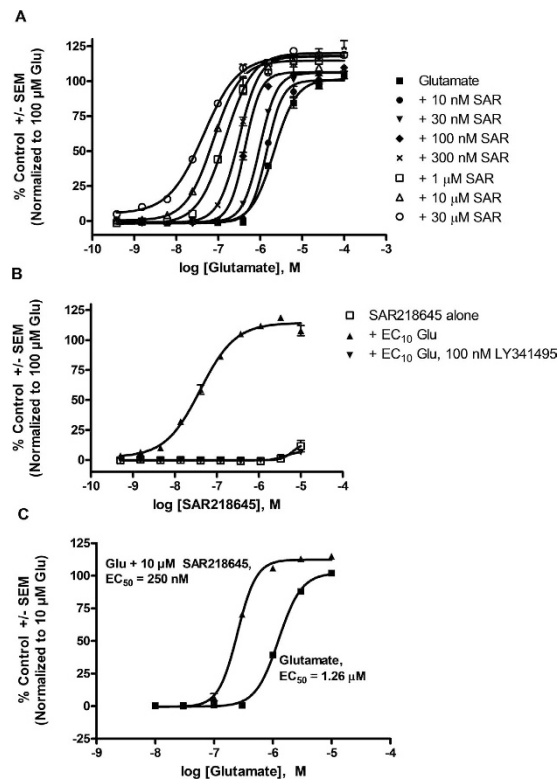 A
% Control +/- SEM
(Normalized to 100 µM Glu)
125
100
75
50
25
0
-10 -9 -8 -7 -6 -5 -4 -3
log [Glutamate], M
Glutamate
+ 10 nM SAR
+ 30 nM SAR
+ 100 nM SAR
+ 300 nM SAR
+ 1 µM SAR
+ 10 µM SAR
+ 30 µM SAR
B
% Control +/- SEM
(Normalized to 100 µM Glu)
125
100
75
50
25
0
-10 -9 -8 -7 -6 -5 -4
log [SAR218645], M
SAR218645 alone
+ EC10 Glu
+ EC10 Glu, 100 nM LY341495
C
% Control +/- SEM
(Normalized to 10 µM Glu)
125
100
75
50
25
0
-9 -8 -7 -6 -5 -4
log [Glutamate], M
Glu + 10 µM SAR218645,
EC50 = 250 nM
Glutamate,
EC50 = 1.26 µM